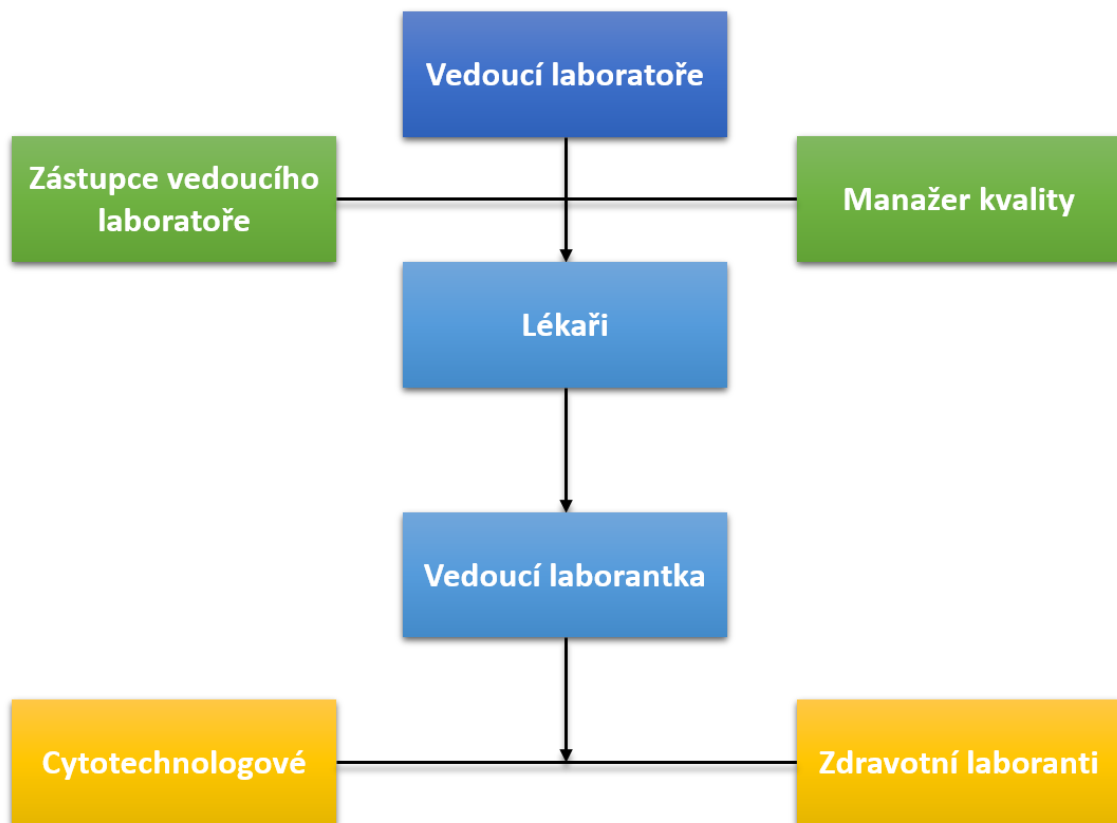 Vedoucí laboratoře
Zástupce vedoucího
laboratoře
Manažer kvality
Lékaři
Vedoucí laborantka
Cytotechnologové
Zdravotní laboranti